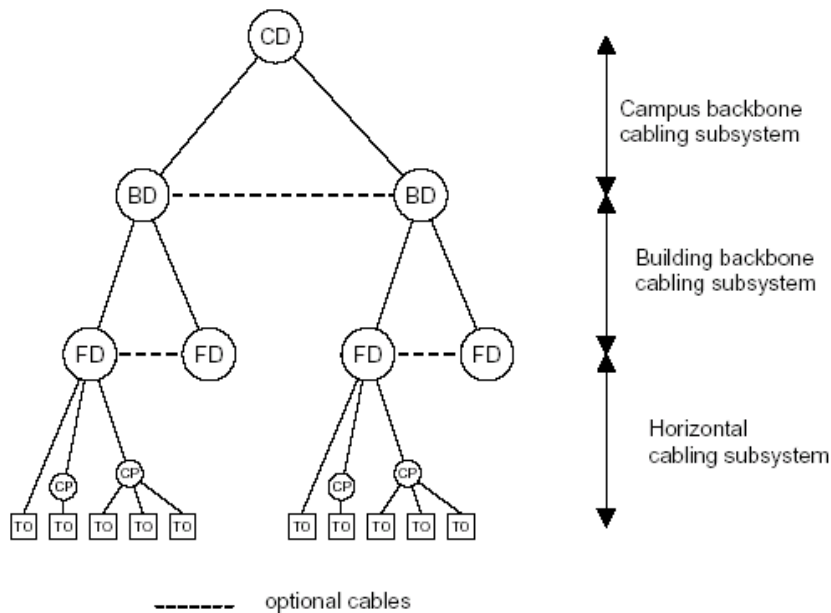 CD
Campus backbone
cabling subsystem
BD
BD
Building backbone
cabling subsystem
FD
FD
FD
FD
Horizontal
cabling subsystem
CP
CP
CP
CP
TO
TO
TO
TO
TO
TO
TO
TO
TO
TO
optional cables